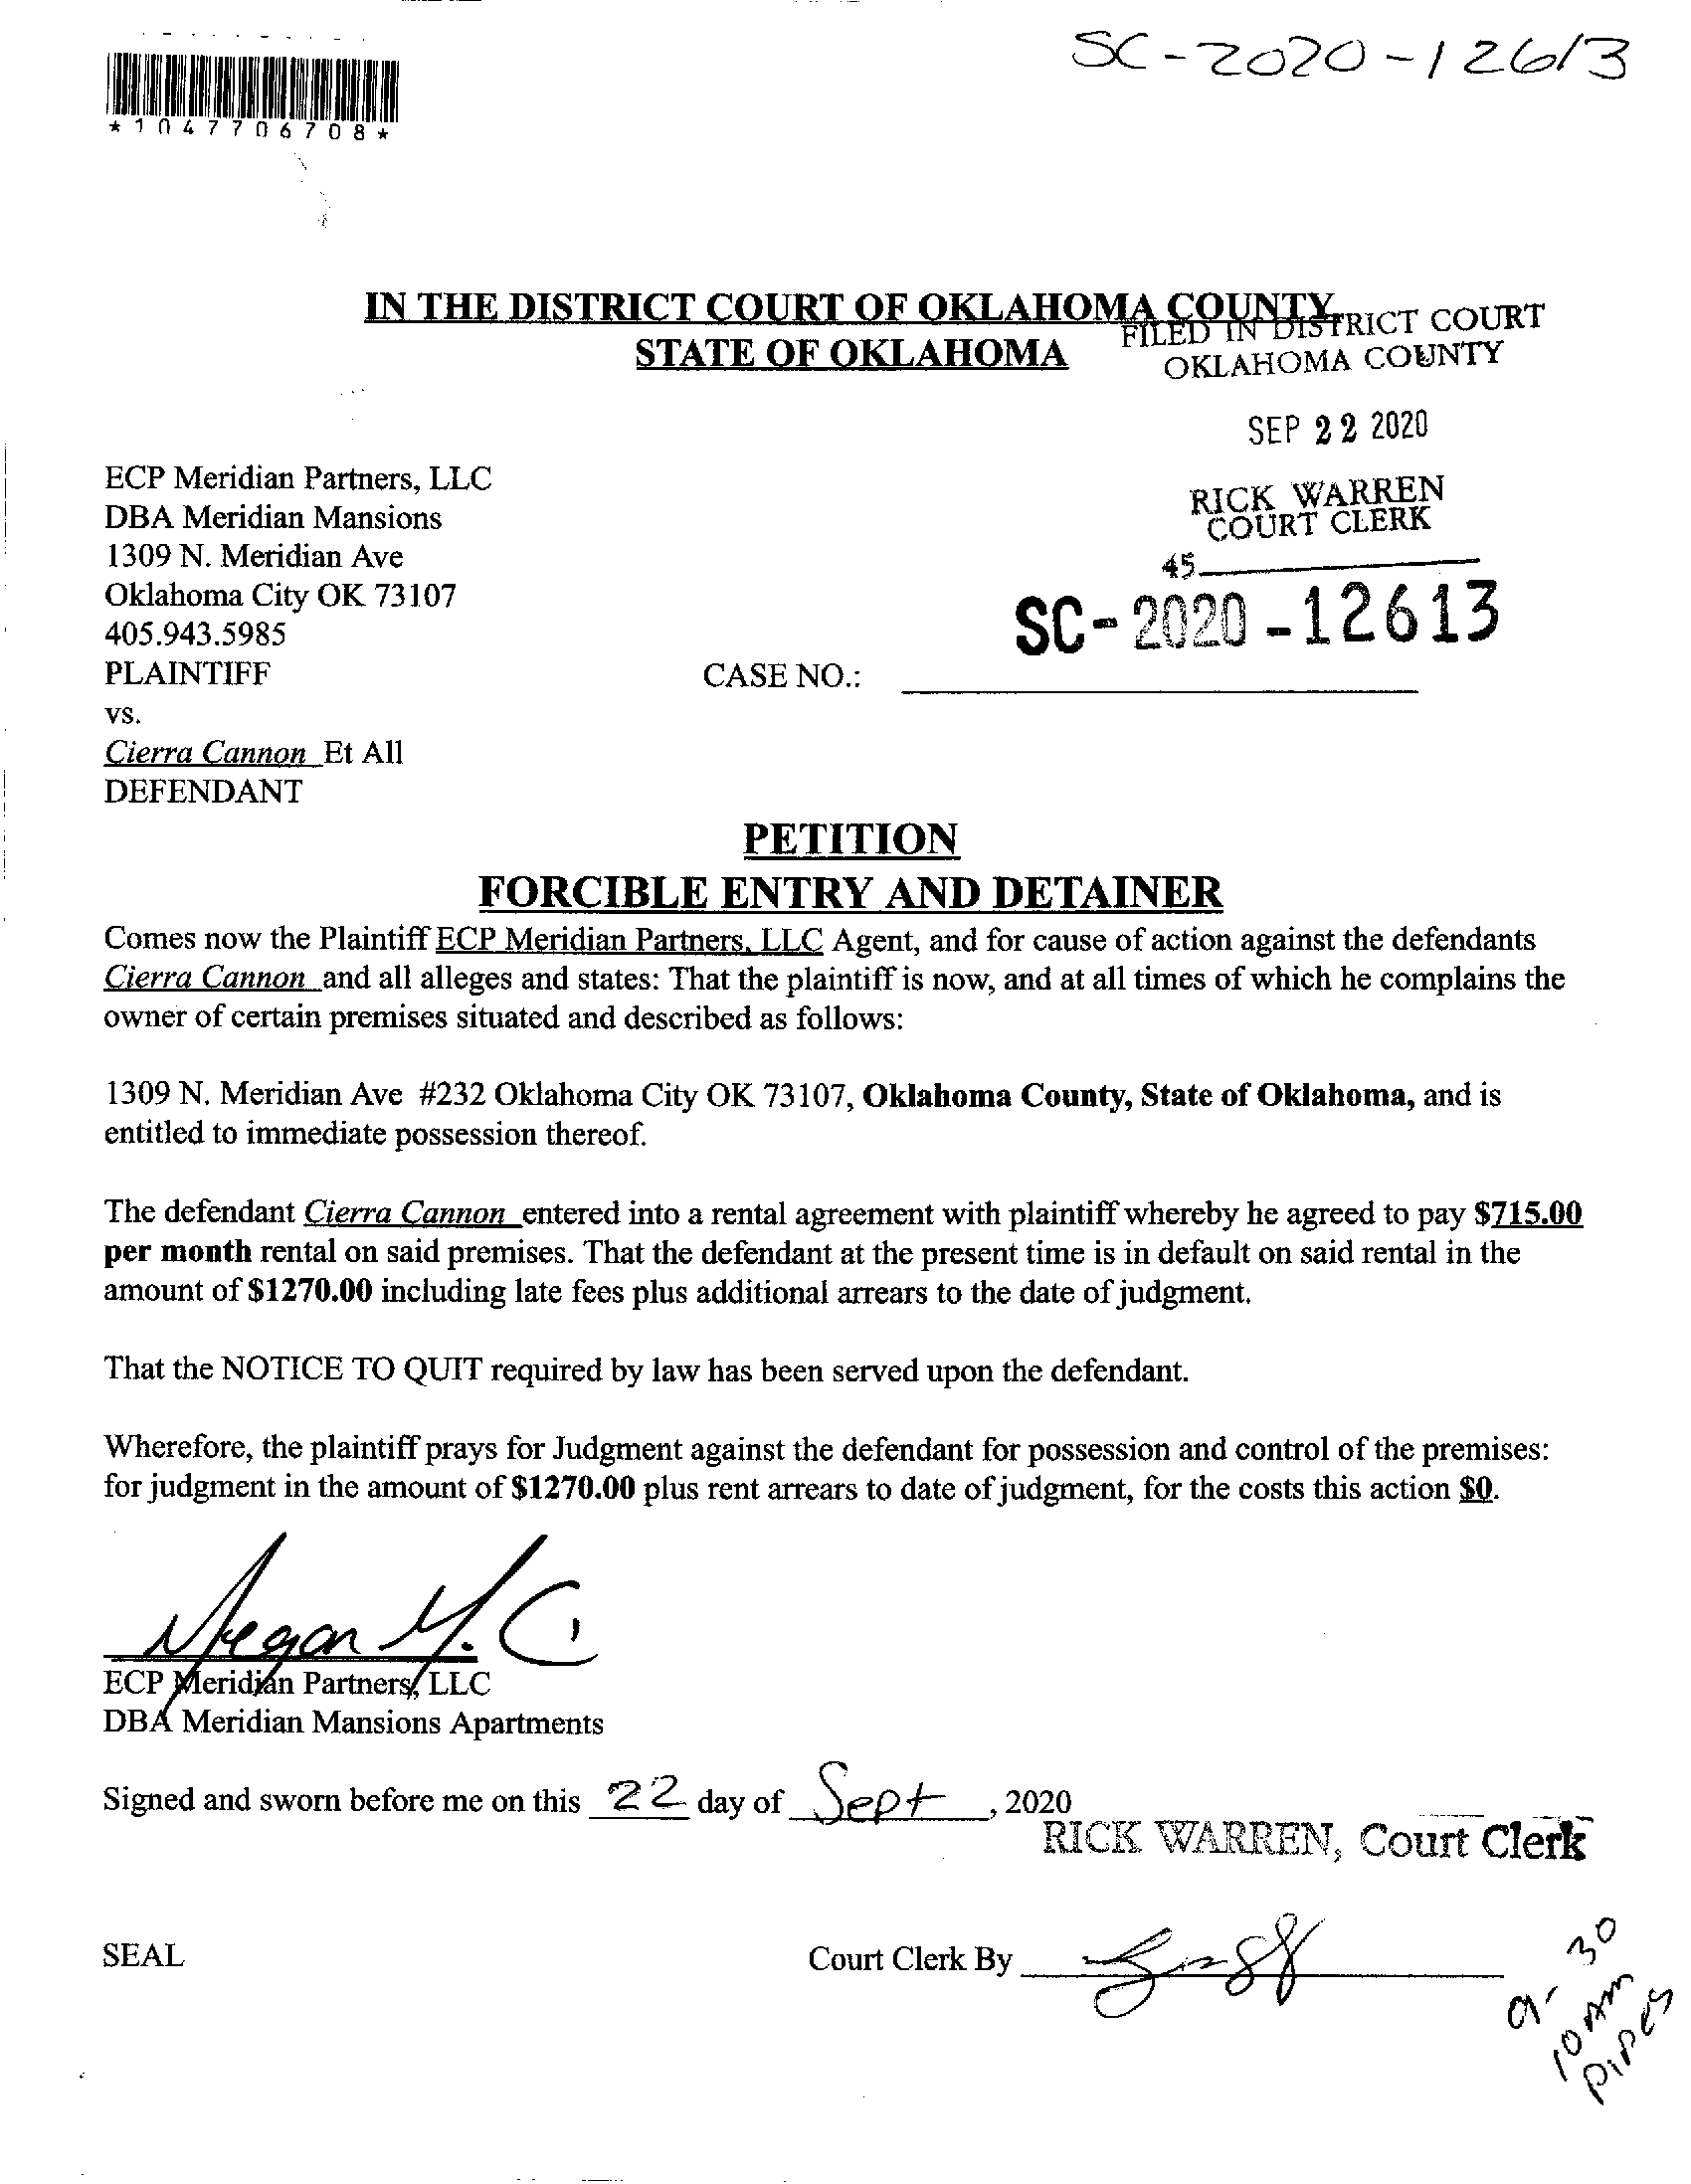 SC-2020-12613
*1047706708*
IN THE DISTRICT COURT OF OKLAHOMA COUNTY
STATE OF OKLAHOMA
FILED IN DISTRICT COURT
OKLAHOMA COUNTY
SEP 22 2020
RICK WARREN
COURT CLERK
45
SC-2020-12613
ECP Meridian Partners, LLC
DBA Meridian Mansions
1309 N. Meridian Ave
Oklahoma City OK 73107
405.943.5985
PLAINTIFF
CASE NO.:
vs.
Cierra Cannon Et All
DEFENDANT
PETITION
FORCIBLE ENTRY AND DETAINER
Comes now the Plaintiff ECP Meridian Partners, LLC Agent, and for cause of action against the defendants
Cierra Cannon and all alleges and states: That the plaintiff is now, and at all times of which he complains the
owner of certain premises situated and described as follows:
1309 N. Meridian Ave #232 Oklahoma City OK 73107, Oklahoma County, State of Oklahoma, and is
entitled to immediate possession thereof.
The defendant Cierra Cannon entered into a rental agreement with plaintiff whereby he agreed to pay $715.00
per month rental on said premises. That the defendant at the present time is in default on said rental in the
amount of $1270.00 including late fees plus additional arrears to the date of judgment.
That the NOTICE TO QUIT required by law has been served upon the defendant.
Wherefore, the plaintiff prays for Judgment against the defendant for possession and control of the premises:
for judgment in the amount of $1270.00 plus rent arrears to date of judgment, for the costs this action $0.
Megan M. C
ECP Meridian Partners, LLC
DBA Meridian Mansions Apartments
Signed and sworn before me on this 22 day of Sept, 2020
RICK WARREN, Court Clerk
SEAL
Court Clerk By
9-30
10 AM
Pipes